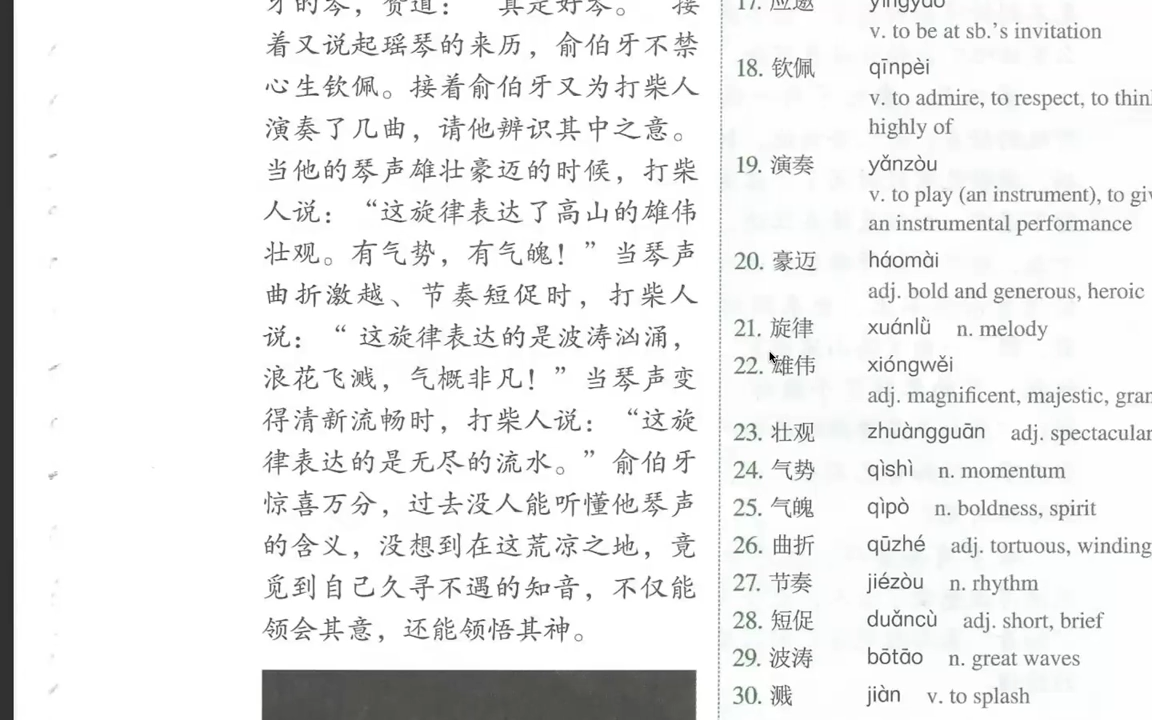 牙的琴，赞道：“真是好琴。”接
着又说起瑶琴的来历，俞伯牙不禁
心生钦佩。接着俞伯牙又为打柴人
演奏了几曲，请他辨识其中之意。
当他的琴声雄壮豪迈的时候，打柴
人说：“这旋律表达了高山的雄伟
壮观。有气势，有气魄！”当琴声
曲折激越、节奏短促时，打柴人
说：“这旋律表达的是波涛汹涌，
浪花飞溅，气概非凡！”当琴声变
得清新流畅时，打柴人说：“这旋
律表达的是无尽的流水。”俞伯牙
惊喜万分，过去没人能听懂他琴声
的含义，没想到在这荒凉之地，竟
觅到自己久寻不遇的知音，不仅能
领会其意，还能领悟其神。
17. 应邀 yìngyāo
v. to be at sb.'s invitation
18. 钦佩 qīnpèi
v. to admire, to respect, to think
highly of
19. 演奏 yǎnzòu
v. to play (an instrument), to giv
an instrumental performance
20. 豪迈 háomài
adj. bold and generous, heroic
21. 旋律 xuánlǜ n. melody
22. 雄伟 xióngwěi
adj. magnificent, majestic, gran
23. 壮观 zhuàngguān adj. spectacular
24. 气势 qìshì n. momentum
25. 气魄 qìpò n. boldness, spirit
26. 曲折 qūzhé adj. tortuous, winding
27. 节奏 jiézòu n. rhythm
28. 短促 duǎncù adj. short, brief
29. 波涛 bōtāo n. great waves
30. 溅 jiàn v. to splash